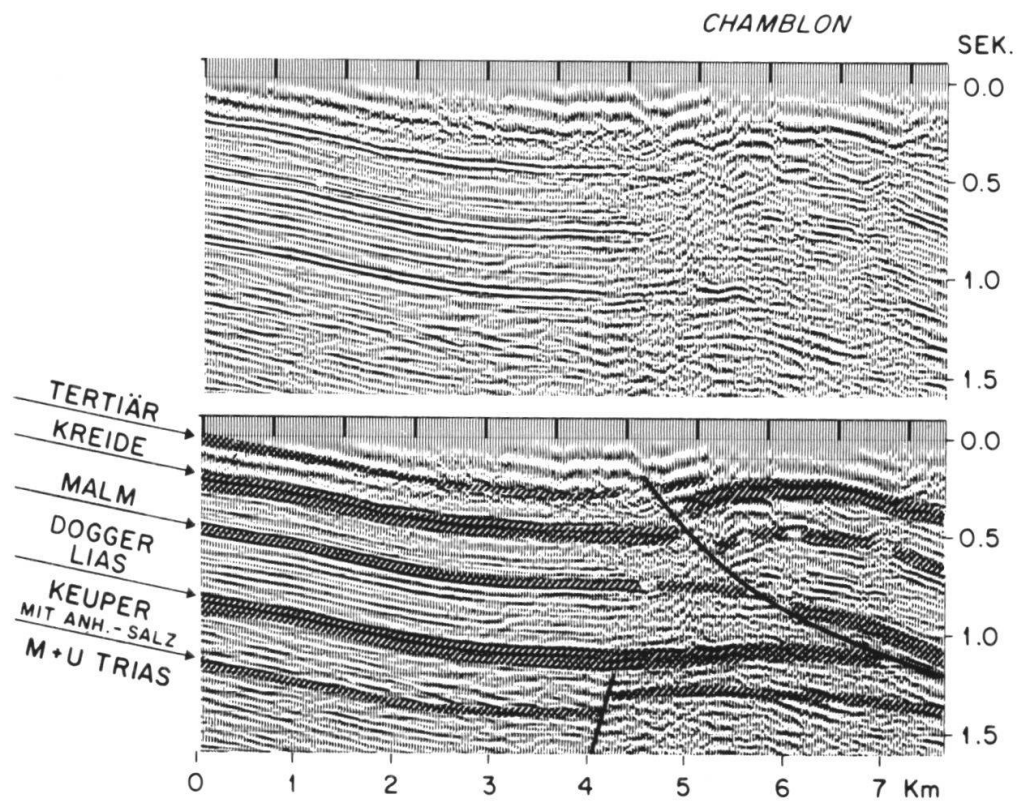 CHAMBLON
SEK.
0.0
0.5
1.0
1.5
TERTIÄR
KREIDE
MALM
DOGGER
LIAS
KEUPER
MIT ANH.-SALZ
M+U TRIAS
0.0
0.5
1.0
1.5
0 1 2 3 4 5 6 7 Km